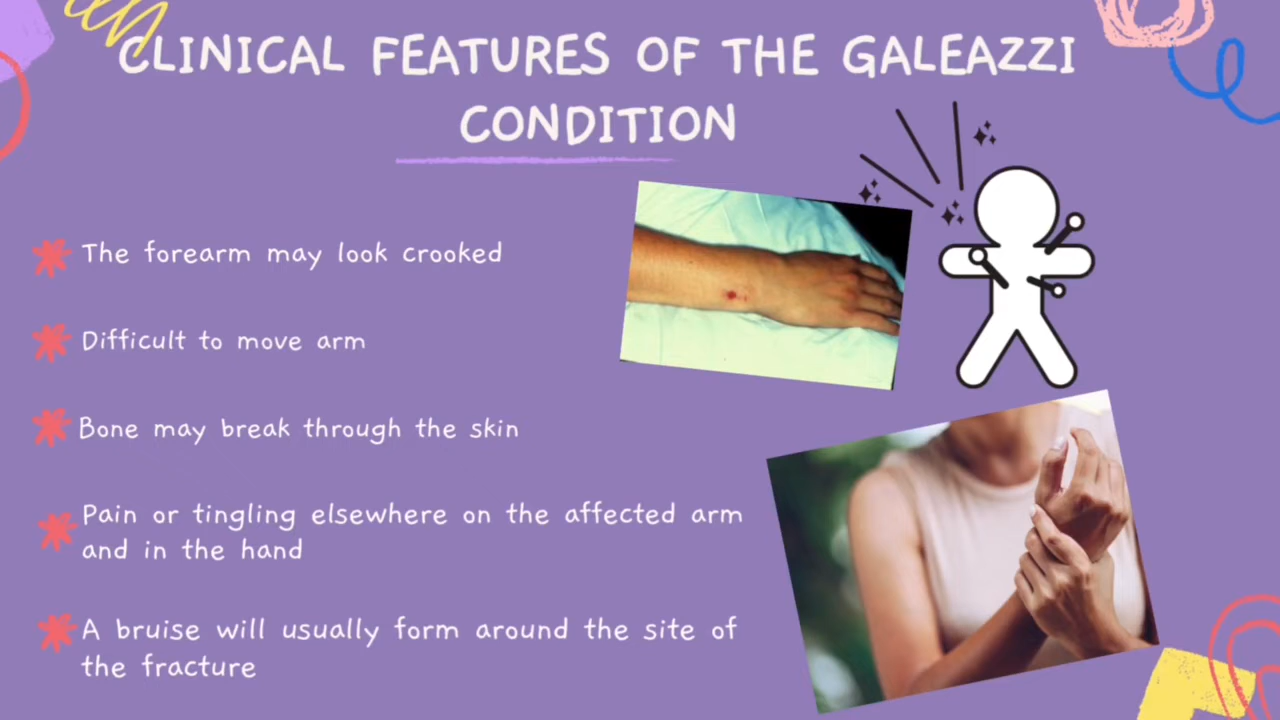 CLINICAL FEATURES OF THE GALEAZZI
CONDITION
The forearm may look crooked
Difficult to move arm
Bone may break through the skin
Pain or tingling elsewhere on the affected arm
and in the hand
A bruise will usually form around the site of
the fracture